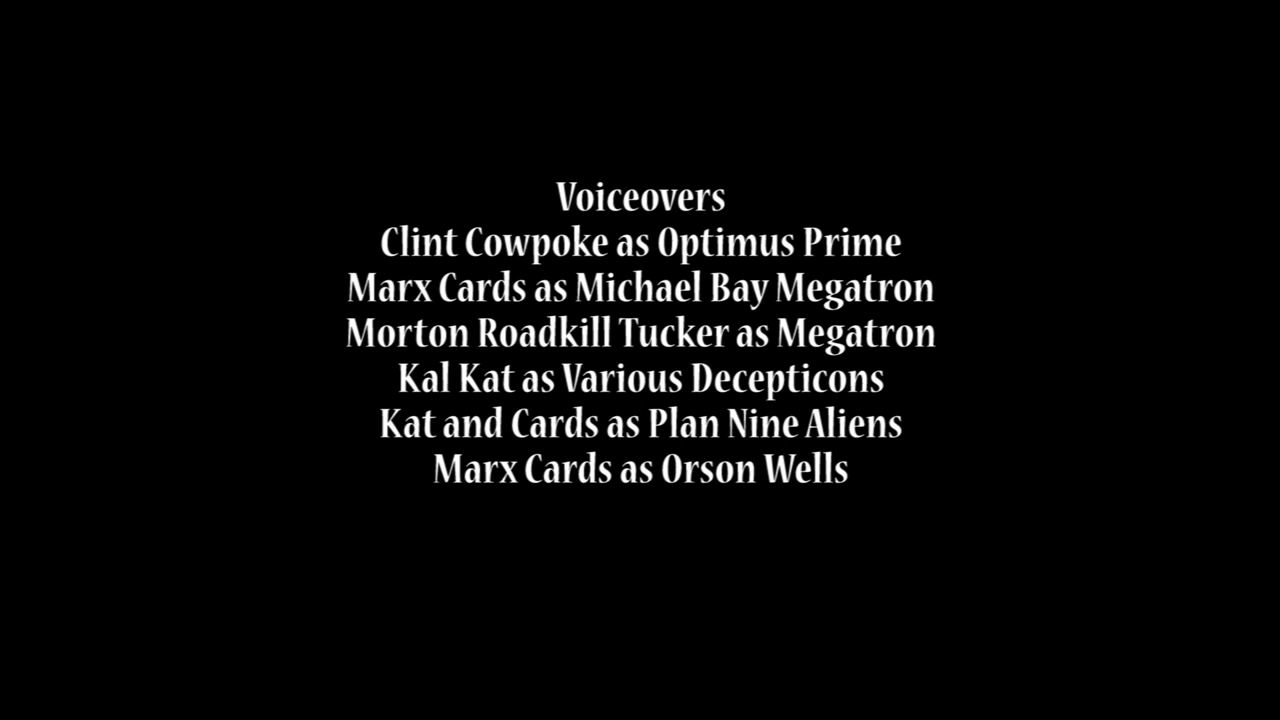 Voiceovers
Clint Cowpoke as Optimus Prime
Marx Cards as Michael Bay Megatron
Morton Roadkill Tucker as Megatron
Kal Kat as Various Decepticons
Kat and Cards as Plan Nine Aliens
Marx Cards as Orson Wells